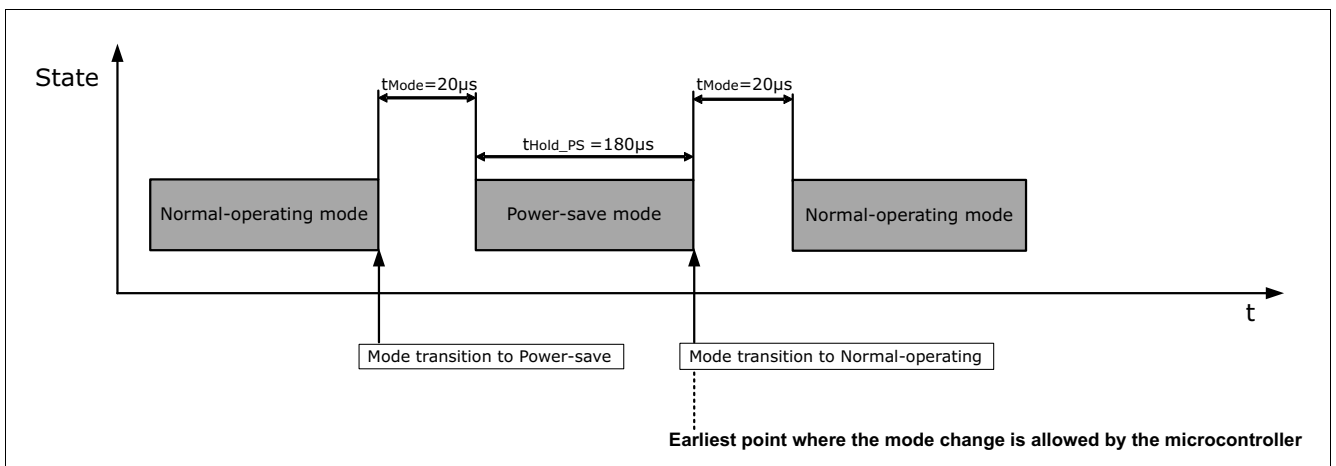 State
tMode=20µs
tMode=20µs
tHold_PS =180µs
Normal-operating mode
Power-save mode
Normal-operating mode
t
Mode transition to Power-save
Mode transition to Normal-operating
Earliest point where the mode change is allowed by the microcontroller